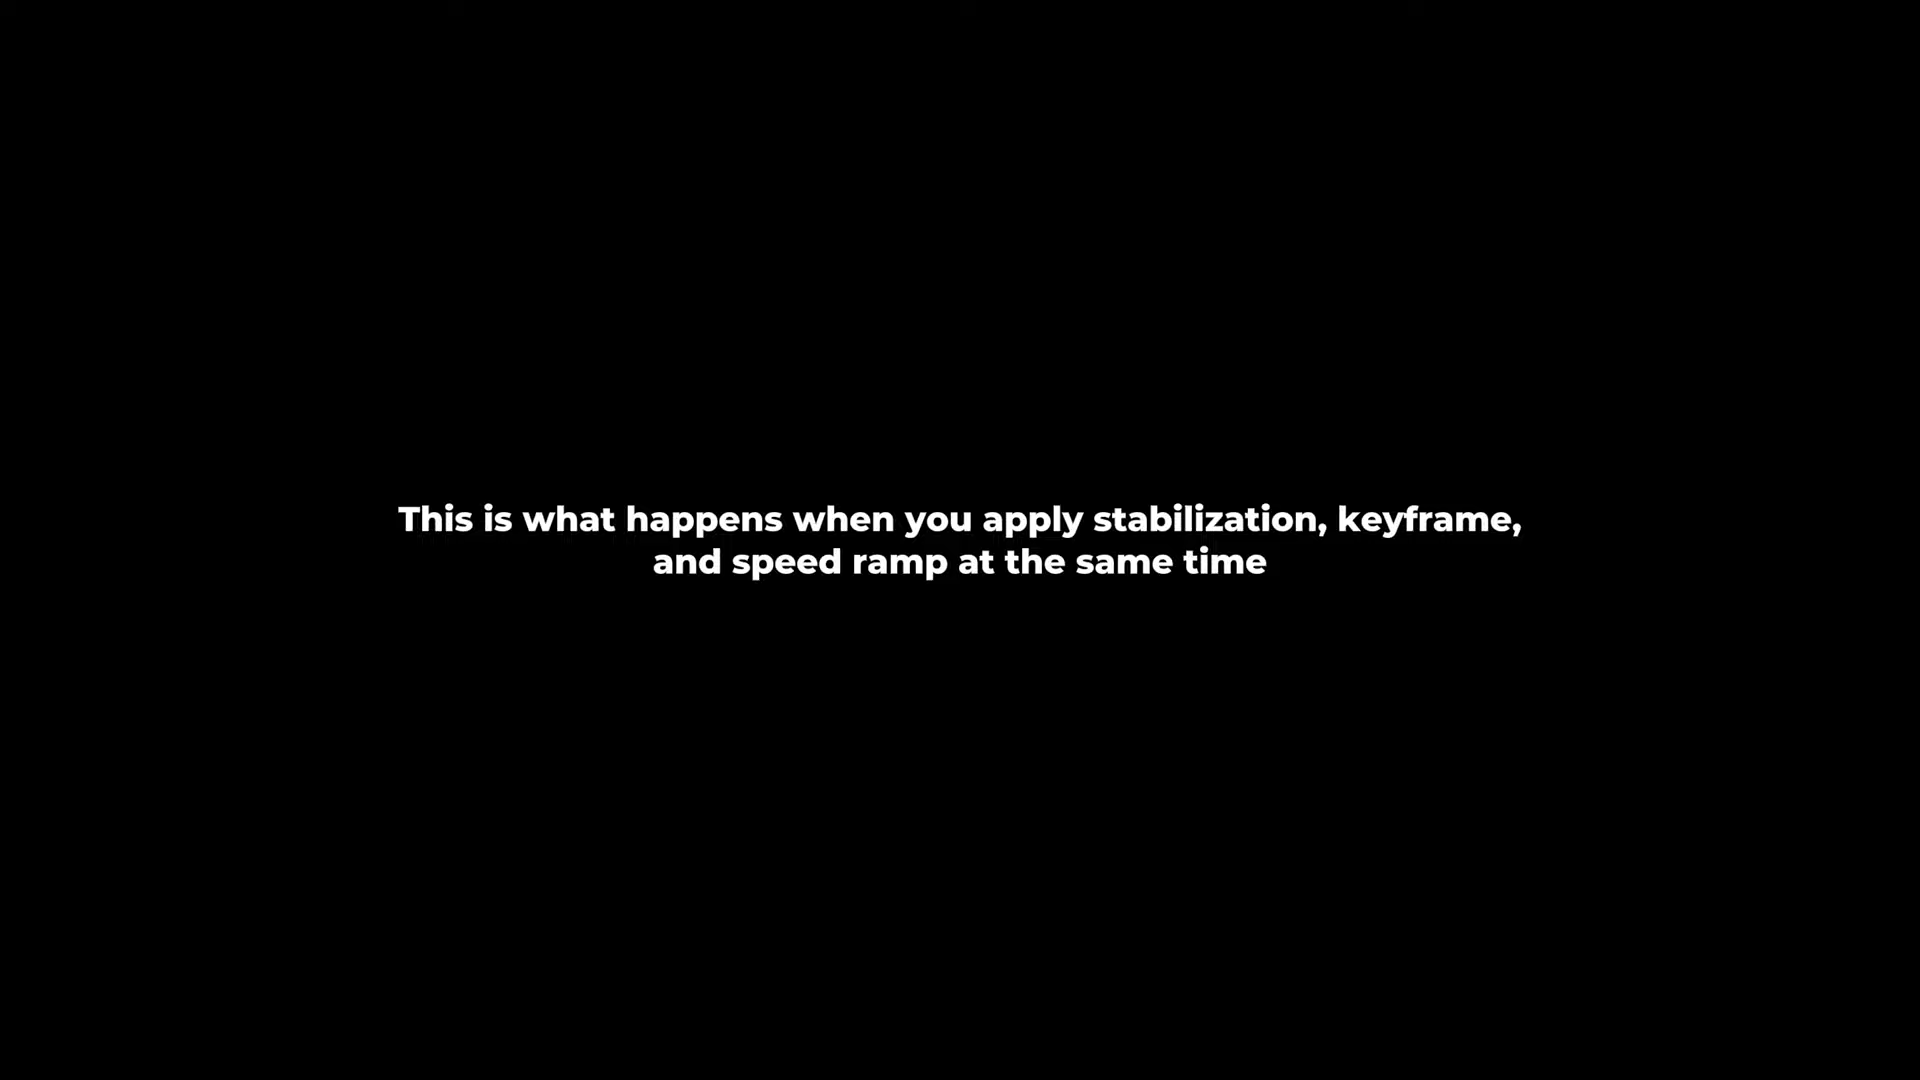 This is what happens when you apply stabilization, keyframe,
and speed ramp at the same time